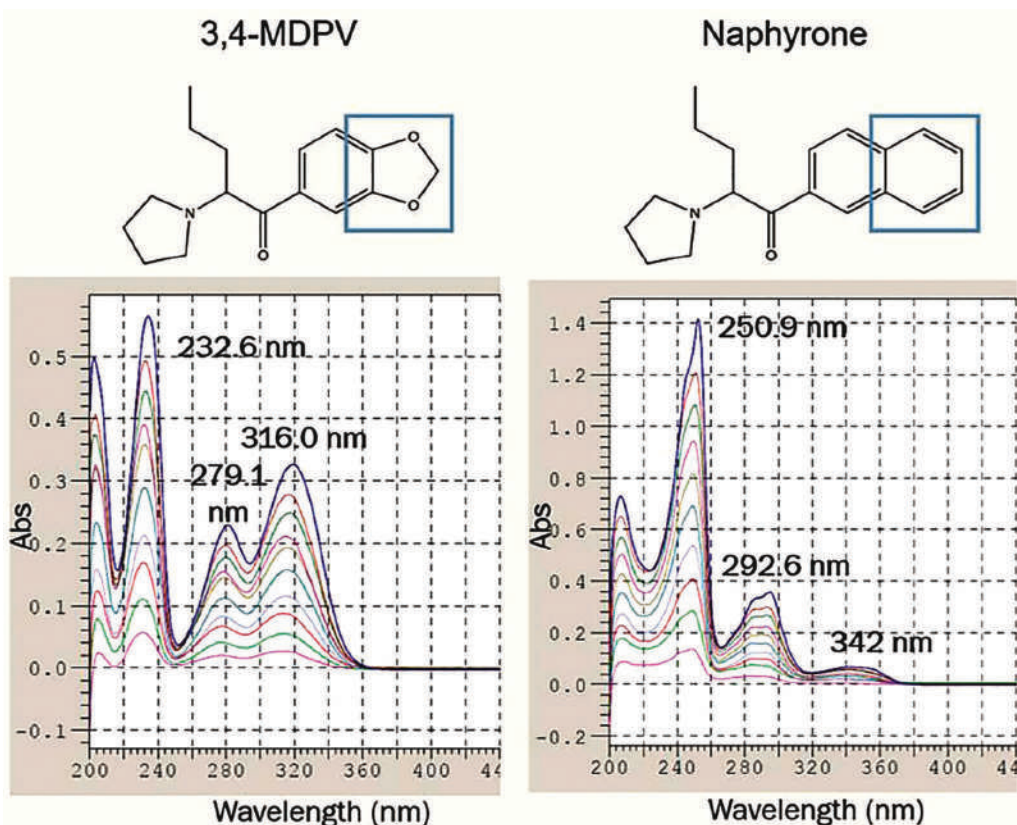 3,4-MDPV
N
O
O
O
Abs
0.5
0.4
0.3
0.2
0.1
0.0
-0.1
232.6 nm
316.0 nm
279.1
nm
200 240 280 320 360 400 44
Wavelength (nm)
Naphyrone
N
O
Abs
1.4
1.2
1.0
0.8
0.6
0.4
0.2
0.0
-0.2
250.9 nm
292.6 nm
342 nm
200 240 280 320 360 400 44
Wavelength (nm)